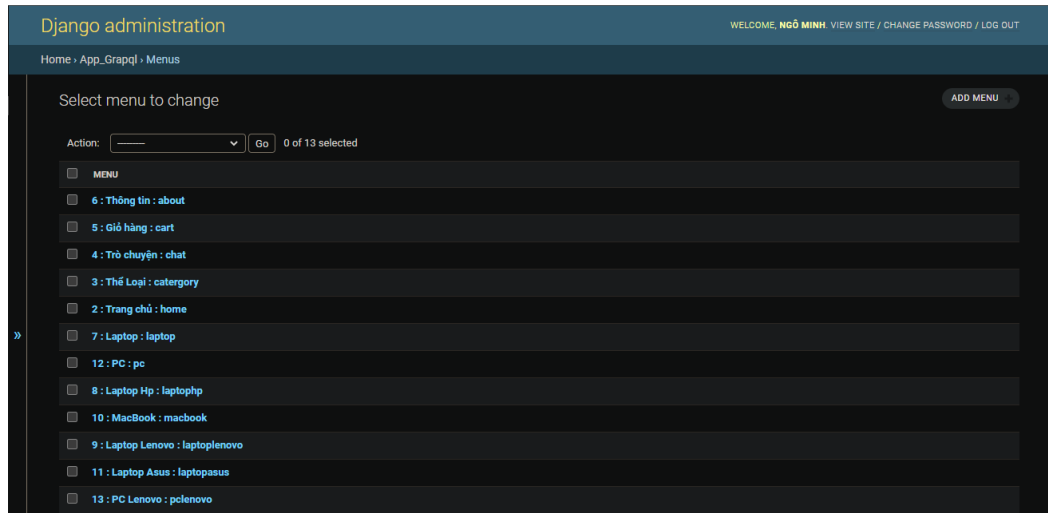 Django administration
WELCOME, NGÔ MINH. VIEW SITE / CHANGE PASSWORD / LOG OUT
Home › App_Grapql › Menus
Select menu to change
ADD MENU +
Action: --------- Go 0 of 13 selected
MENU
6 : Thông tin : about
5 : Giỏ hàng : cart
4 : Trò chuyện : chat
3 : Thể Loại : catergory
2 : Trang chủ : home
»
7 : Laptop : laptop
12 : PC : pc
8 : Laptop Hp : laptophp
10 : MacBook : macbook
9 : Laptop Lenovo : laptoplenovo
11 : Laptop Asus : laptopasus
13 : PC Lenovo : pclenovo